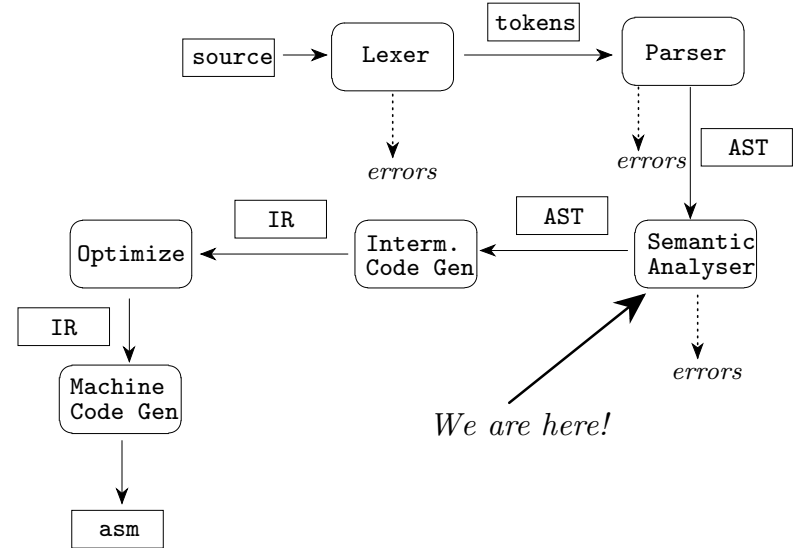 source
Lexer
tokens
Parser
errors
errors
AST
Semantic
Analyser
AST
Interm.
Code Gen
IR
Optimize
IR
Machine
Code Gen
asm
errors
We are here!